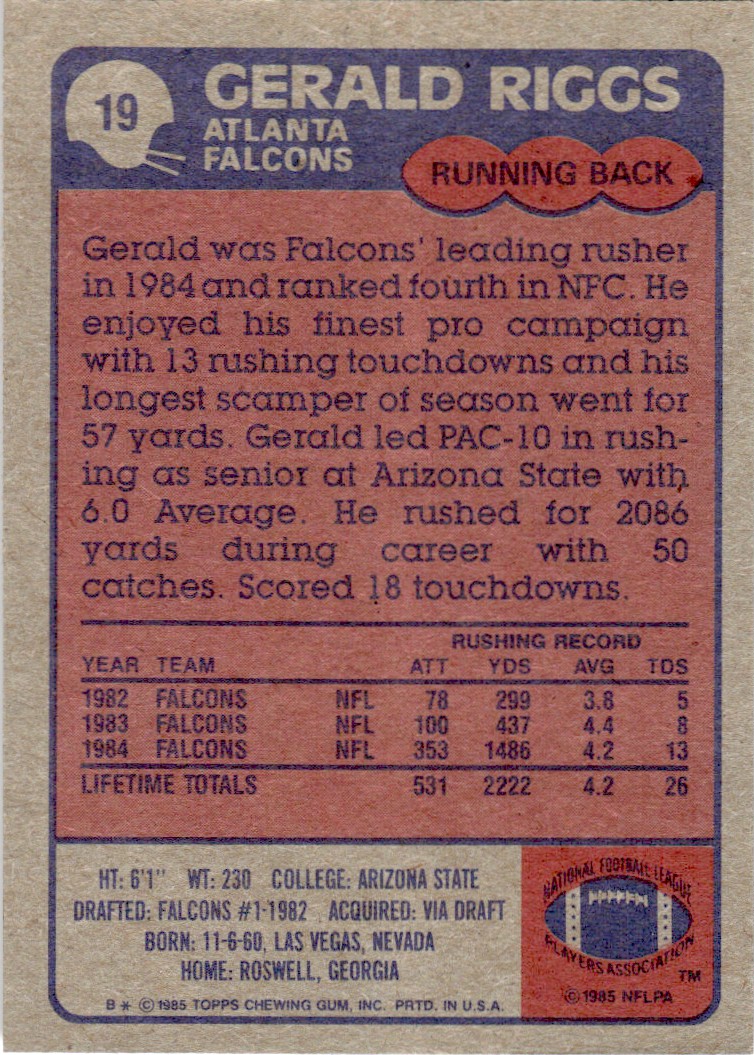 19
GERALD RIGGS
ATLANTA
FALCONS
RUNNING BACK
Gerald was Falcons' leading rusher
in 1984 and ranked fourth in NFC. He
enjoyed his finest pro campaign
with 13 rushing touchdowns and his
longest scamper of season went for
57 yards. Gerald led PAC-10 in rush-
ing as senior at Arizona State with
6.0 Average. He rushed for 2086
yards during career with 50
catches. Scored 18 touchdowns.
RUSHING RECORD
YEAR TEAM ATT YDS AVG TDS
1982 FALCONS NFL 78 299 3.8 5
1983 FALCONS NFL 100 437 4.4 8
1984 FALCONS NFL 353 1486 4.2 13
LIFETIME TOTALS 531 2222 4.2 26
HT: 6'1" WT: 230 COLLEGE: ARIZONA STATE
DRAFTED: FALCONS #1-1982 ACQUIRED: VIA DRAFT
BORN: 11-6-60, LAS VEGAS, NEVADA
HOME: ROSWELL, GEORGIA
B * © 1985 TOPPS CHEWING GUM, INC. PRTD. IN U.S.A.
NATIONAL FOOTBALL LEAGUE
PLAYERS ASSOCIATION
TM
© 1985 NFLPA